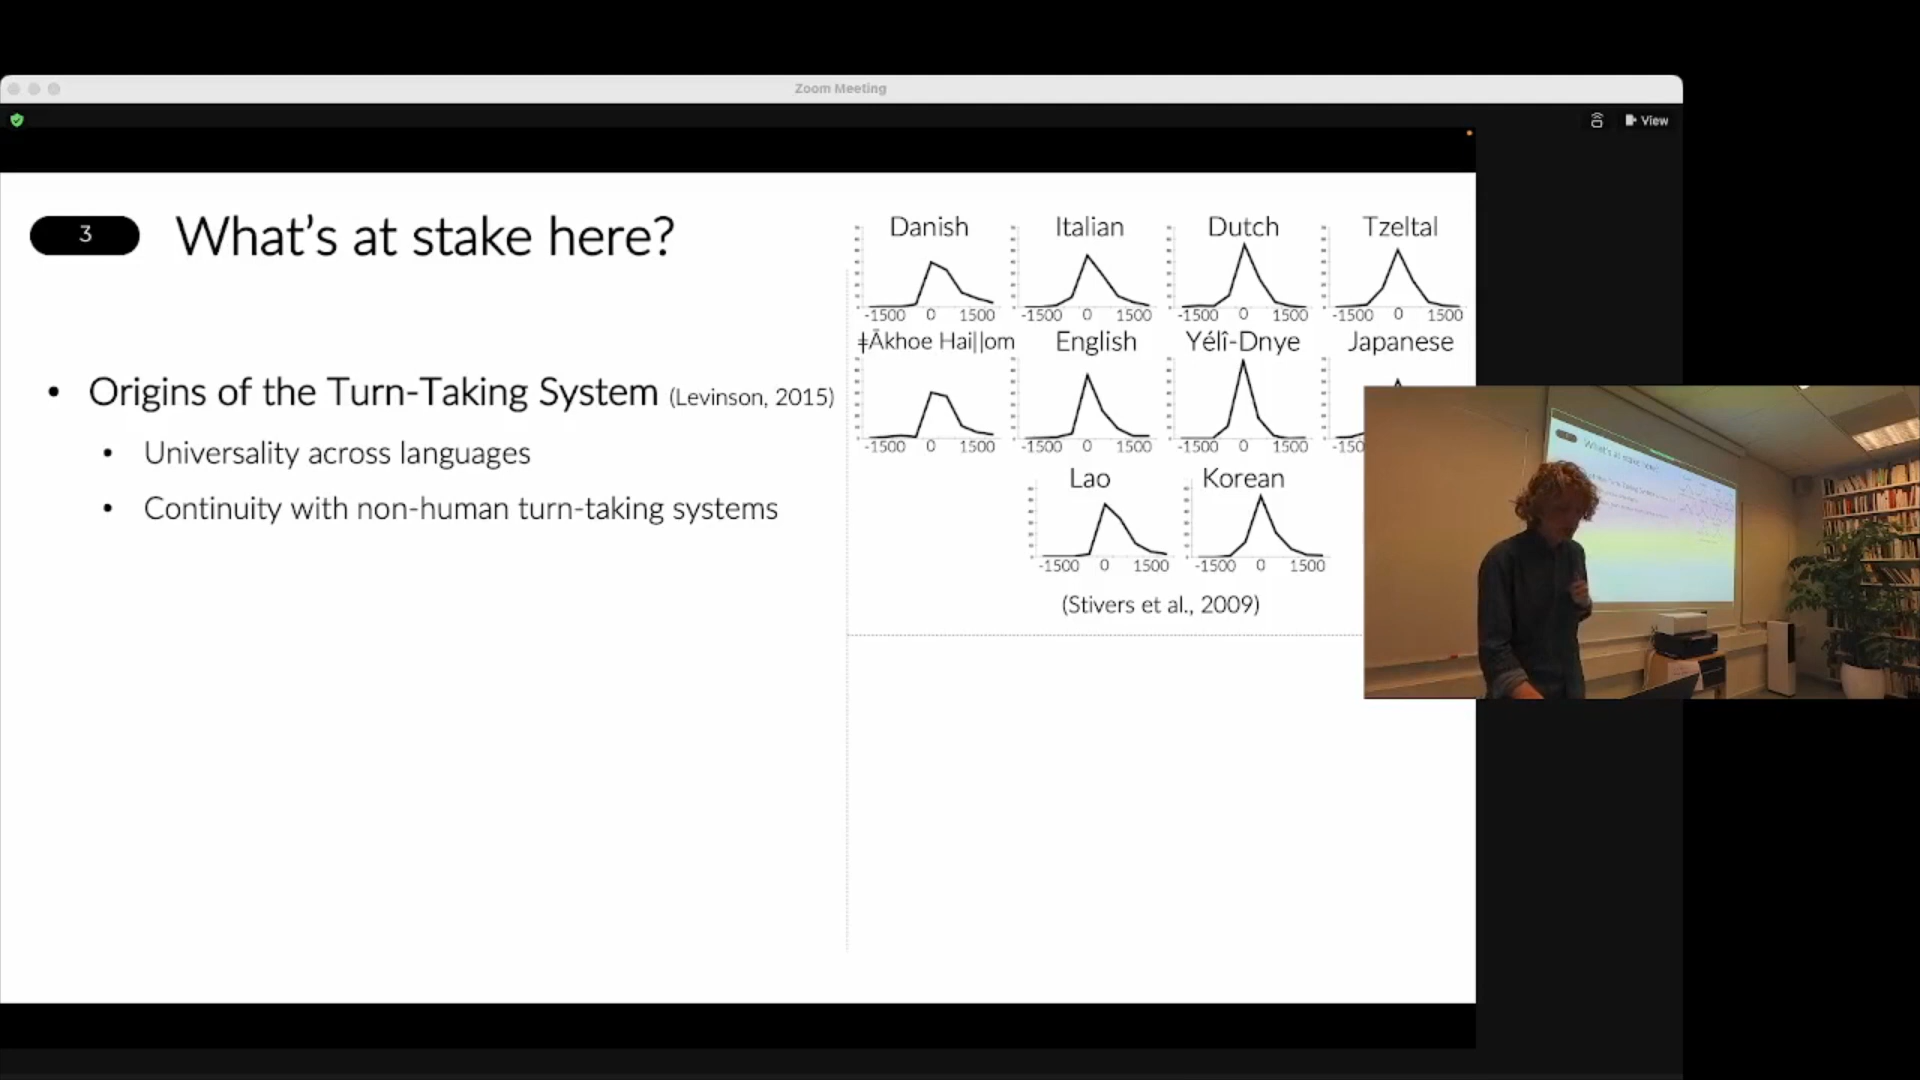 Zoom Meeting
View
3
What's at stake here?
• Origins of the Turn-Taking System (Levinson, 2015)
• Universality across languages
• Continuity with non-human turn-taking systems
Danish Italian Dutch Tzeltal
-1500 0 1500 -1500 0 1500 -1500 0 1500 -1500 0 1500
ǂĀkhoe Hai||om English Yélî-Dnye Japanese
-1500 0 1500 -1500 0 1500 -1500 0 1500
Lao Korean
-1500 0 1500 -1500 0 1500
(Stivers et al., 2009)